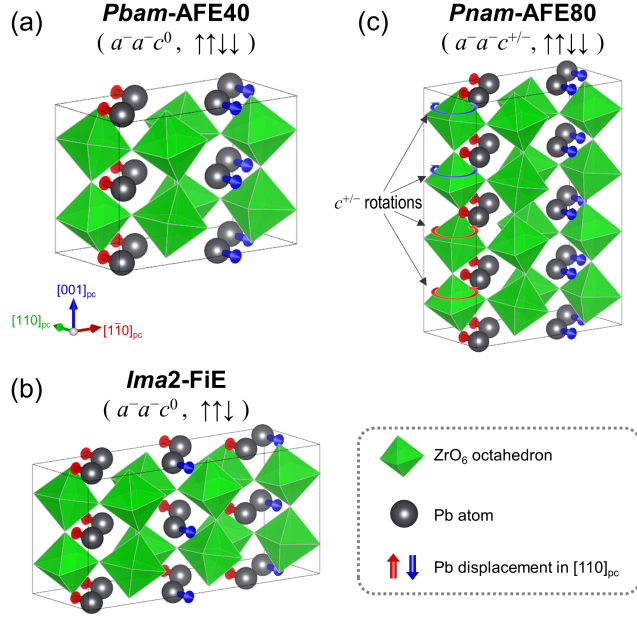 (a)
Pbam-AFE40
( a⁻a⁻c⁰, ↑↑↓↓ )
[001]pc
[110]pc
[11̄0]pc
(c)
Pnam-AFE80
( a⁻a⁻c⁺ᐟ⁻, ↑↑↓↓ )
c⁺ᐟ⁻ rotations
(b)
Ima2-FiE
( a⁻a⁻c⁰, ↑↑↓ )
ZrO₆ octahedron
Pb atom
Pb displacement in [110]pc